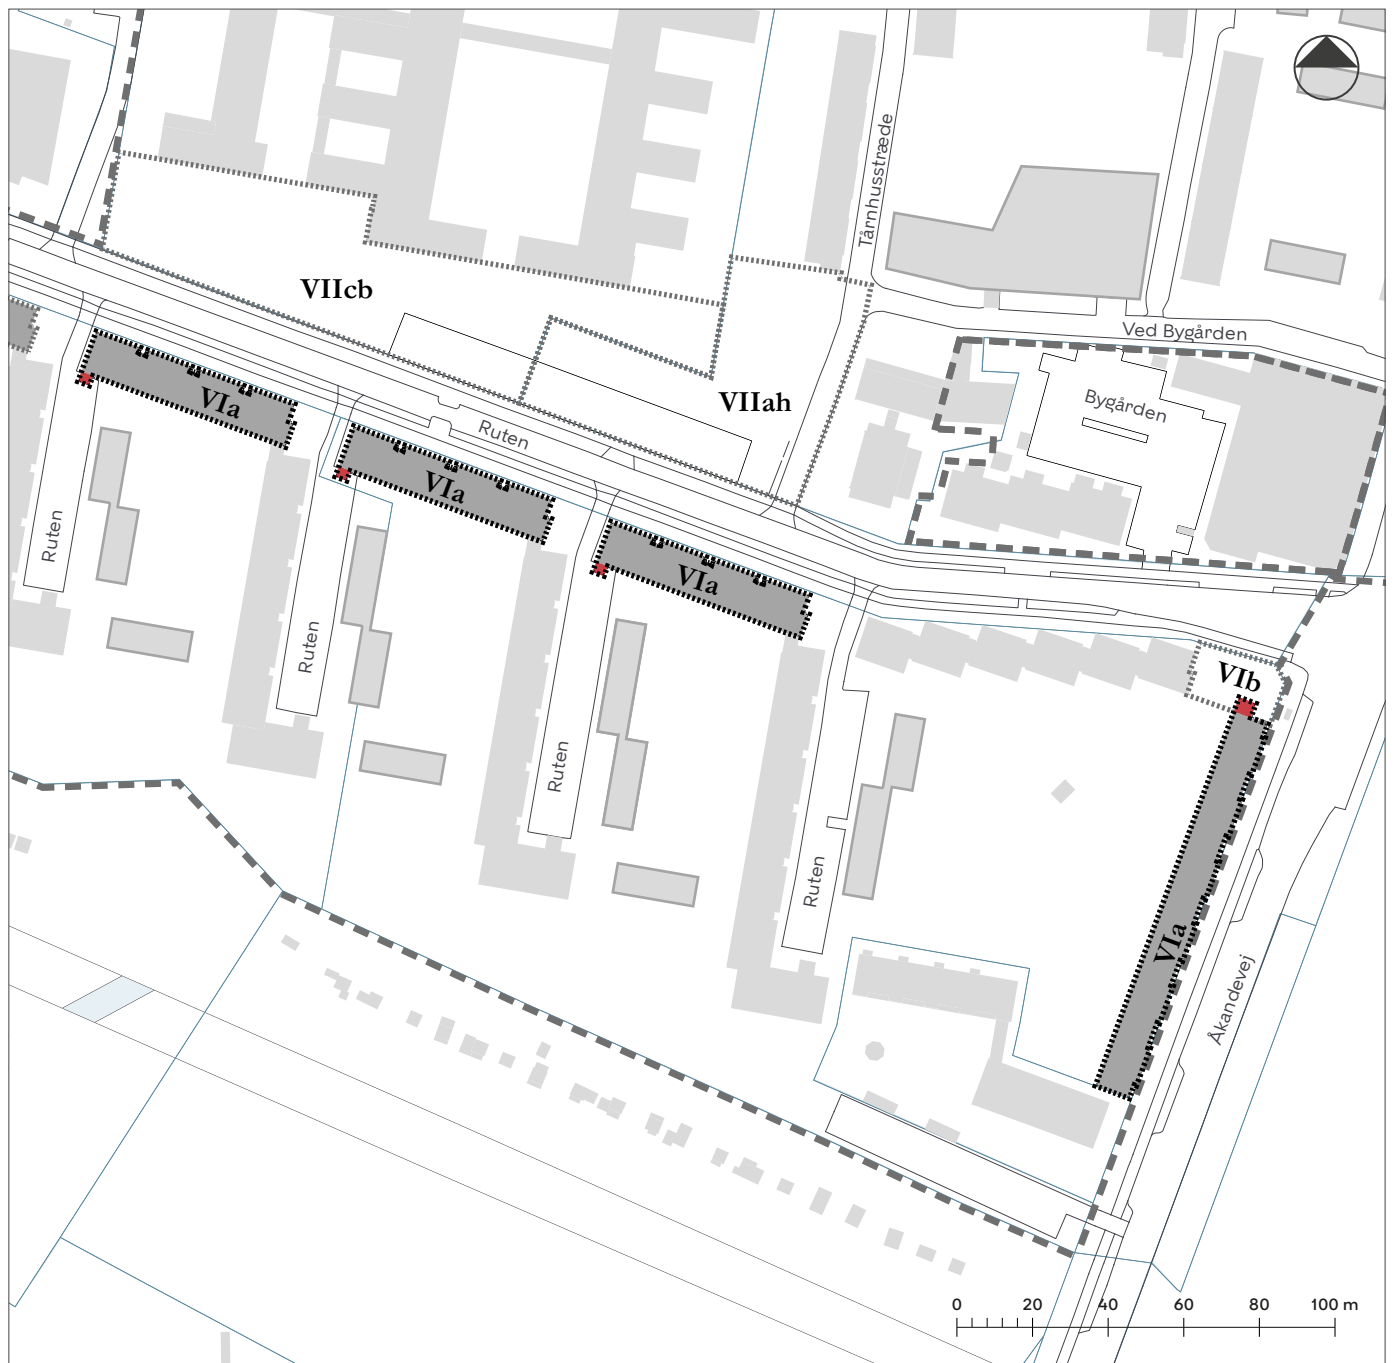 Tårnhusstræde
VIIcb
Ved Bygården
VIIah
Bygården
VIa
Ruten
VIa
Ruten
VIa
Ruten
VIb
Ruten
Ruten
VIa
Åkandevej
0 20 40 60 80 100 m